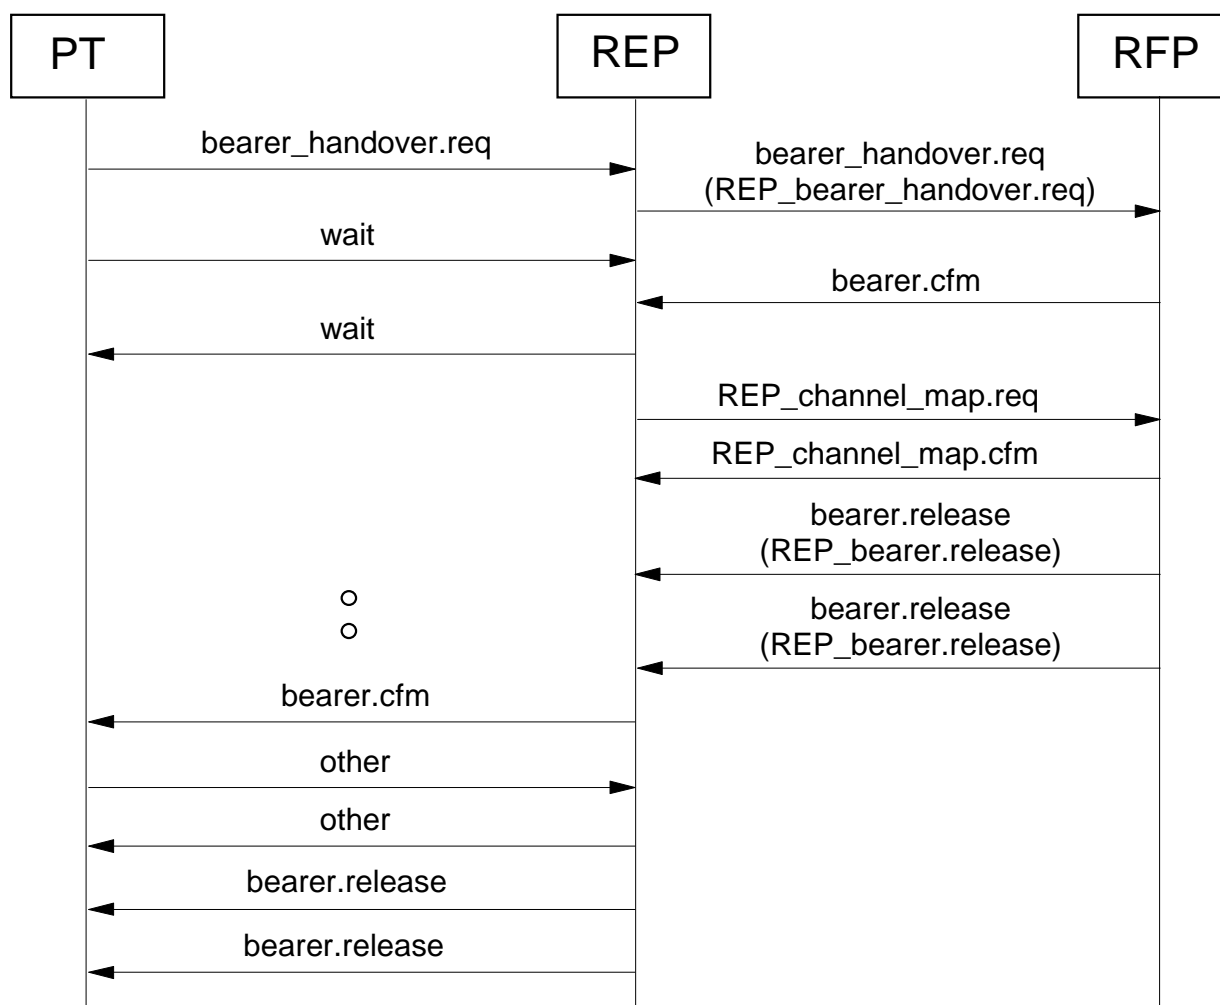 PT
REP
RFP
bearer_handover.req
bearer_handover.req
(REP_bearer_handover.req)
wait
bearer.cfm
wait
REP_channel_map.req
REP_channel_map.cfm
bearer.release
(REP_bearer.release)
bearer.release
(REP_bearer.release)
bearer.cfm
other
other
bearer.release
bearer.release